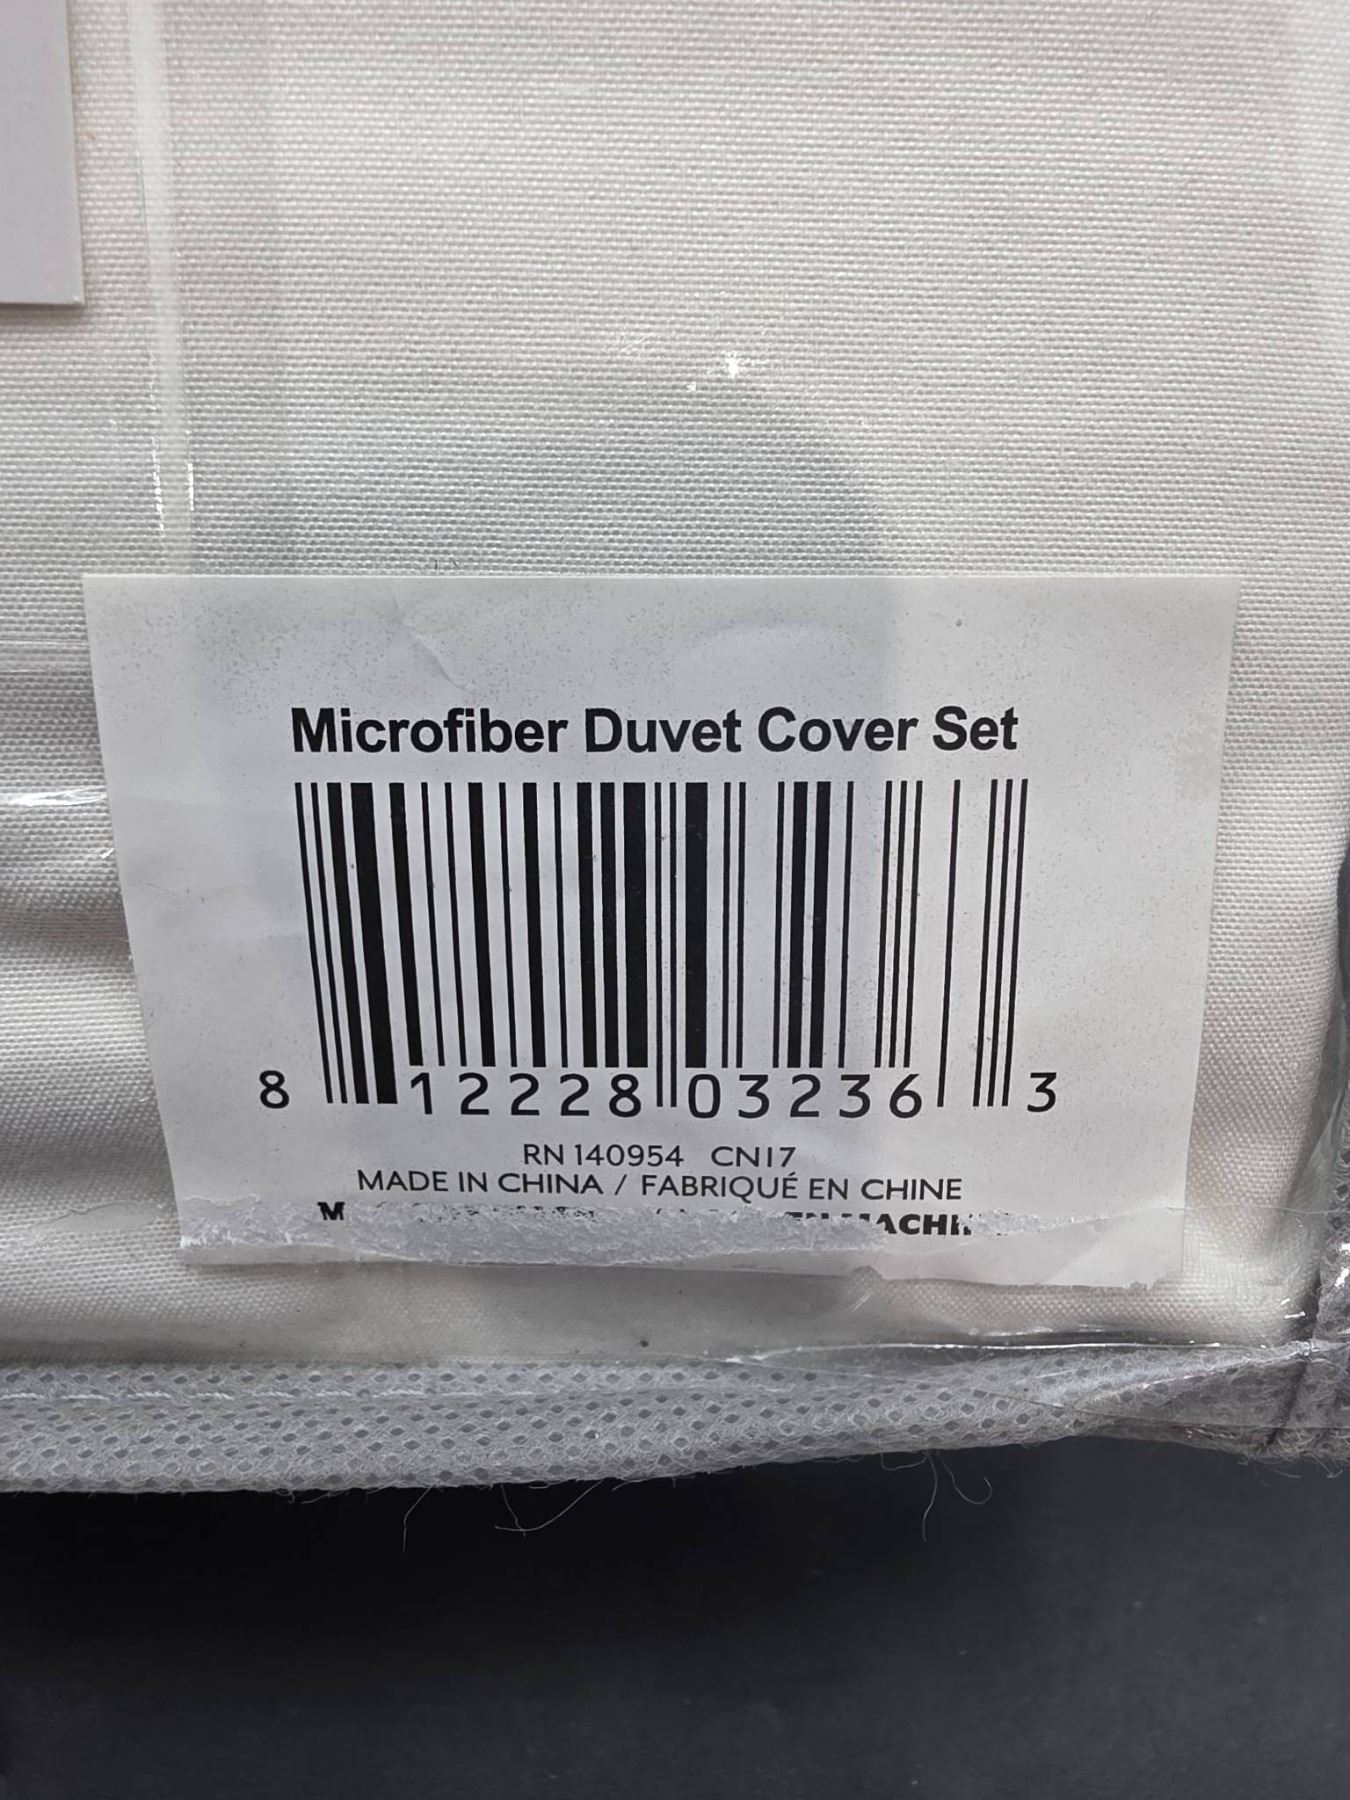 Microfiber Duvet Cover Set
8 12228 03236 3
RN 140954 CN17
MADE IN CHINA / FABRIQUÉ EN CHINE